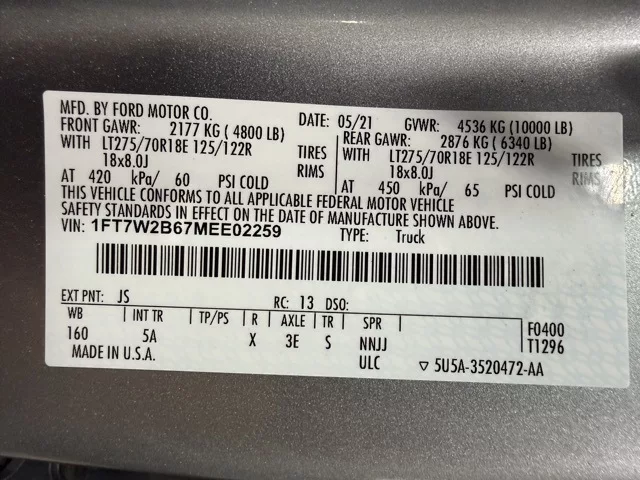 MFD. BY FORD MOTOR CO. DATE: 05/21 GVWR: 4536 KG (10000 LB)
FRONT GAWR: 2177 KG ( 4800 LB) REAR GAWR: 2876 KG ( 6340 LB)
WITH LT275/70R18E 125/122R TIRES WITH LT275/70R18E 125/122R TIRES
18x8.0J RIMS 18x8.0J RIMS
AT 420 kPa/ 60 PSI COLD AT 450 kPa/ 65 PSI COLD
THIS VEHICLE CONFORMS TO ALL APPLICABLE FEDERAL MOTOR VEHICLE
SAFETY STANDARDS IN EFFECT ON THE DATE OF MANUFACTURE SHOWN ABOVE.
VIN: 1FT7W2B67MEE02259 TYPE: Truck
EXT PNT: JS RC: 13 DSO:
WB INT TR TP/PS R AXLE TR SPR F0400
160 5A X 3E S NNJJ T1296
MADE IN U.S.A. ULC ▽ 5U5A-3520472-AA